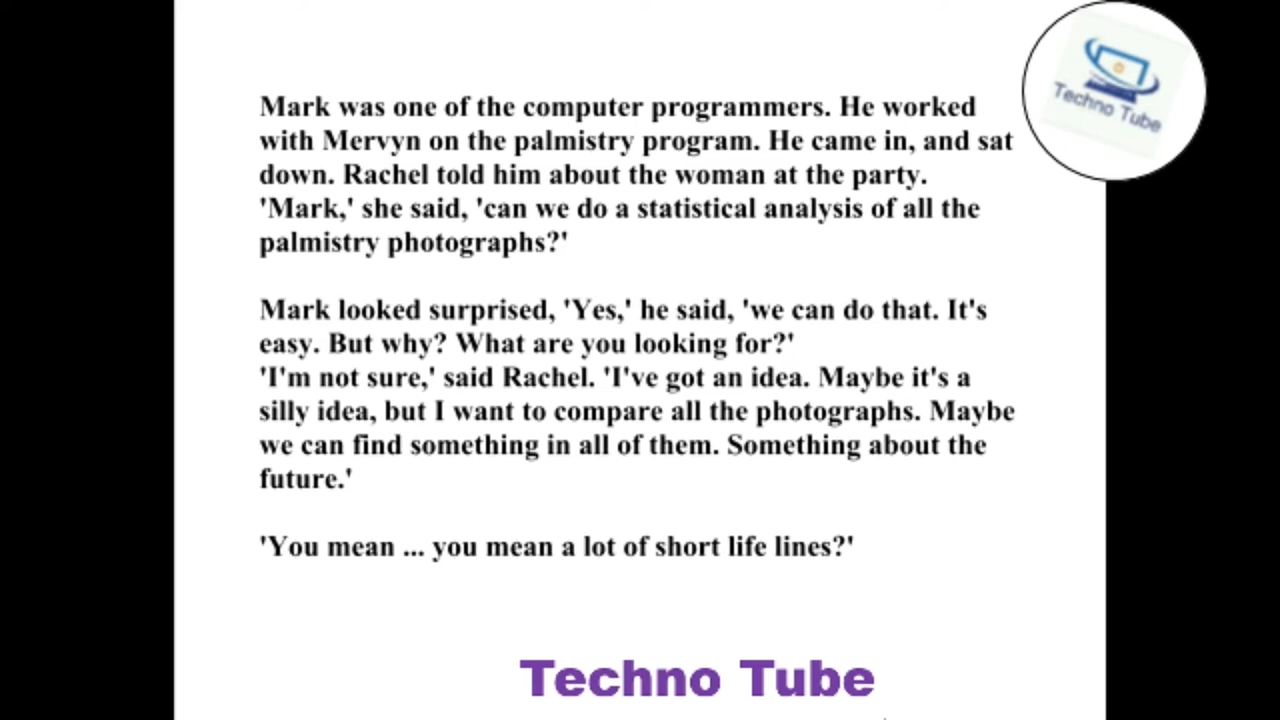 Techno Tube
Mark was one of the computer programmers. He worked
with Mervyn on the palmistry program. He came in, and sat
down. Rachel told him about the woman at the party.
'Mark,' she said, 'can we do a statistical analysis of all the
palmistry photographs?'
Mark looked surprised, 'Yes,' he said, 'we can do that. It's
easy. But why? What are you looking for?'
'I'm not sure,' said Rachel. 'I've got an idea. Maybe it's a
silly idea, but I want to compare all the photographs. Maybe
we can find something in all of them. Something about the
future.'
'You mean ... you mean a lot of short life lines?'
Techno Tube